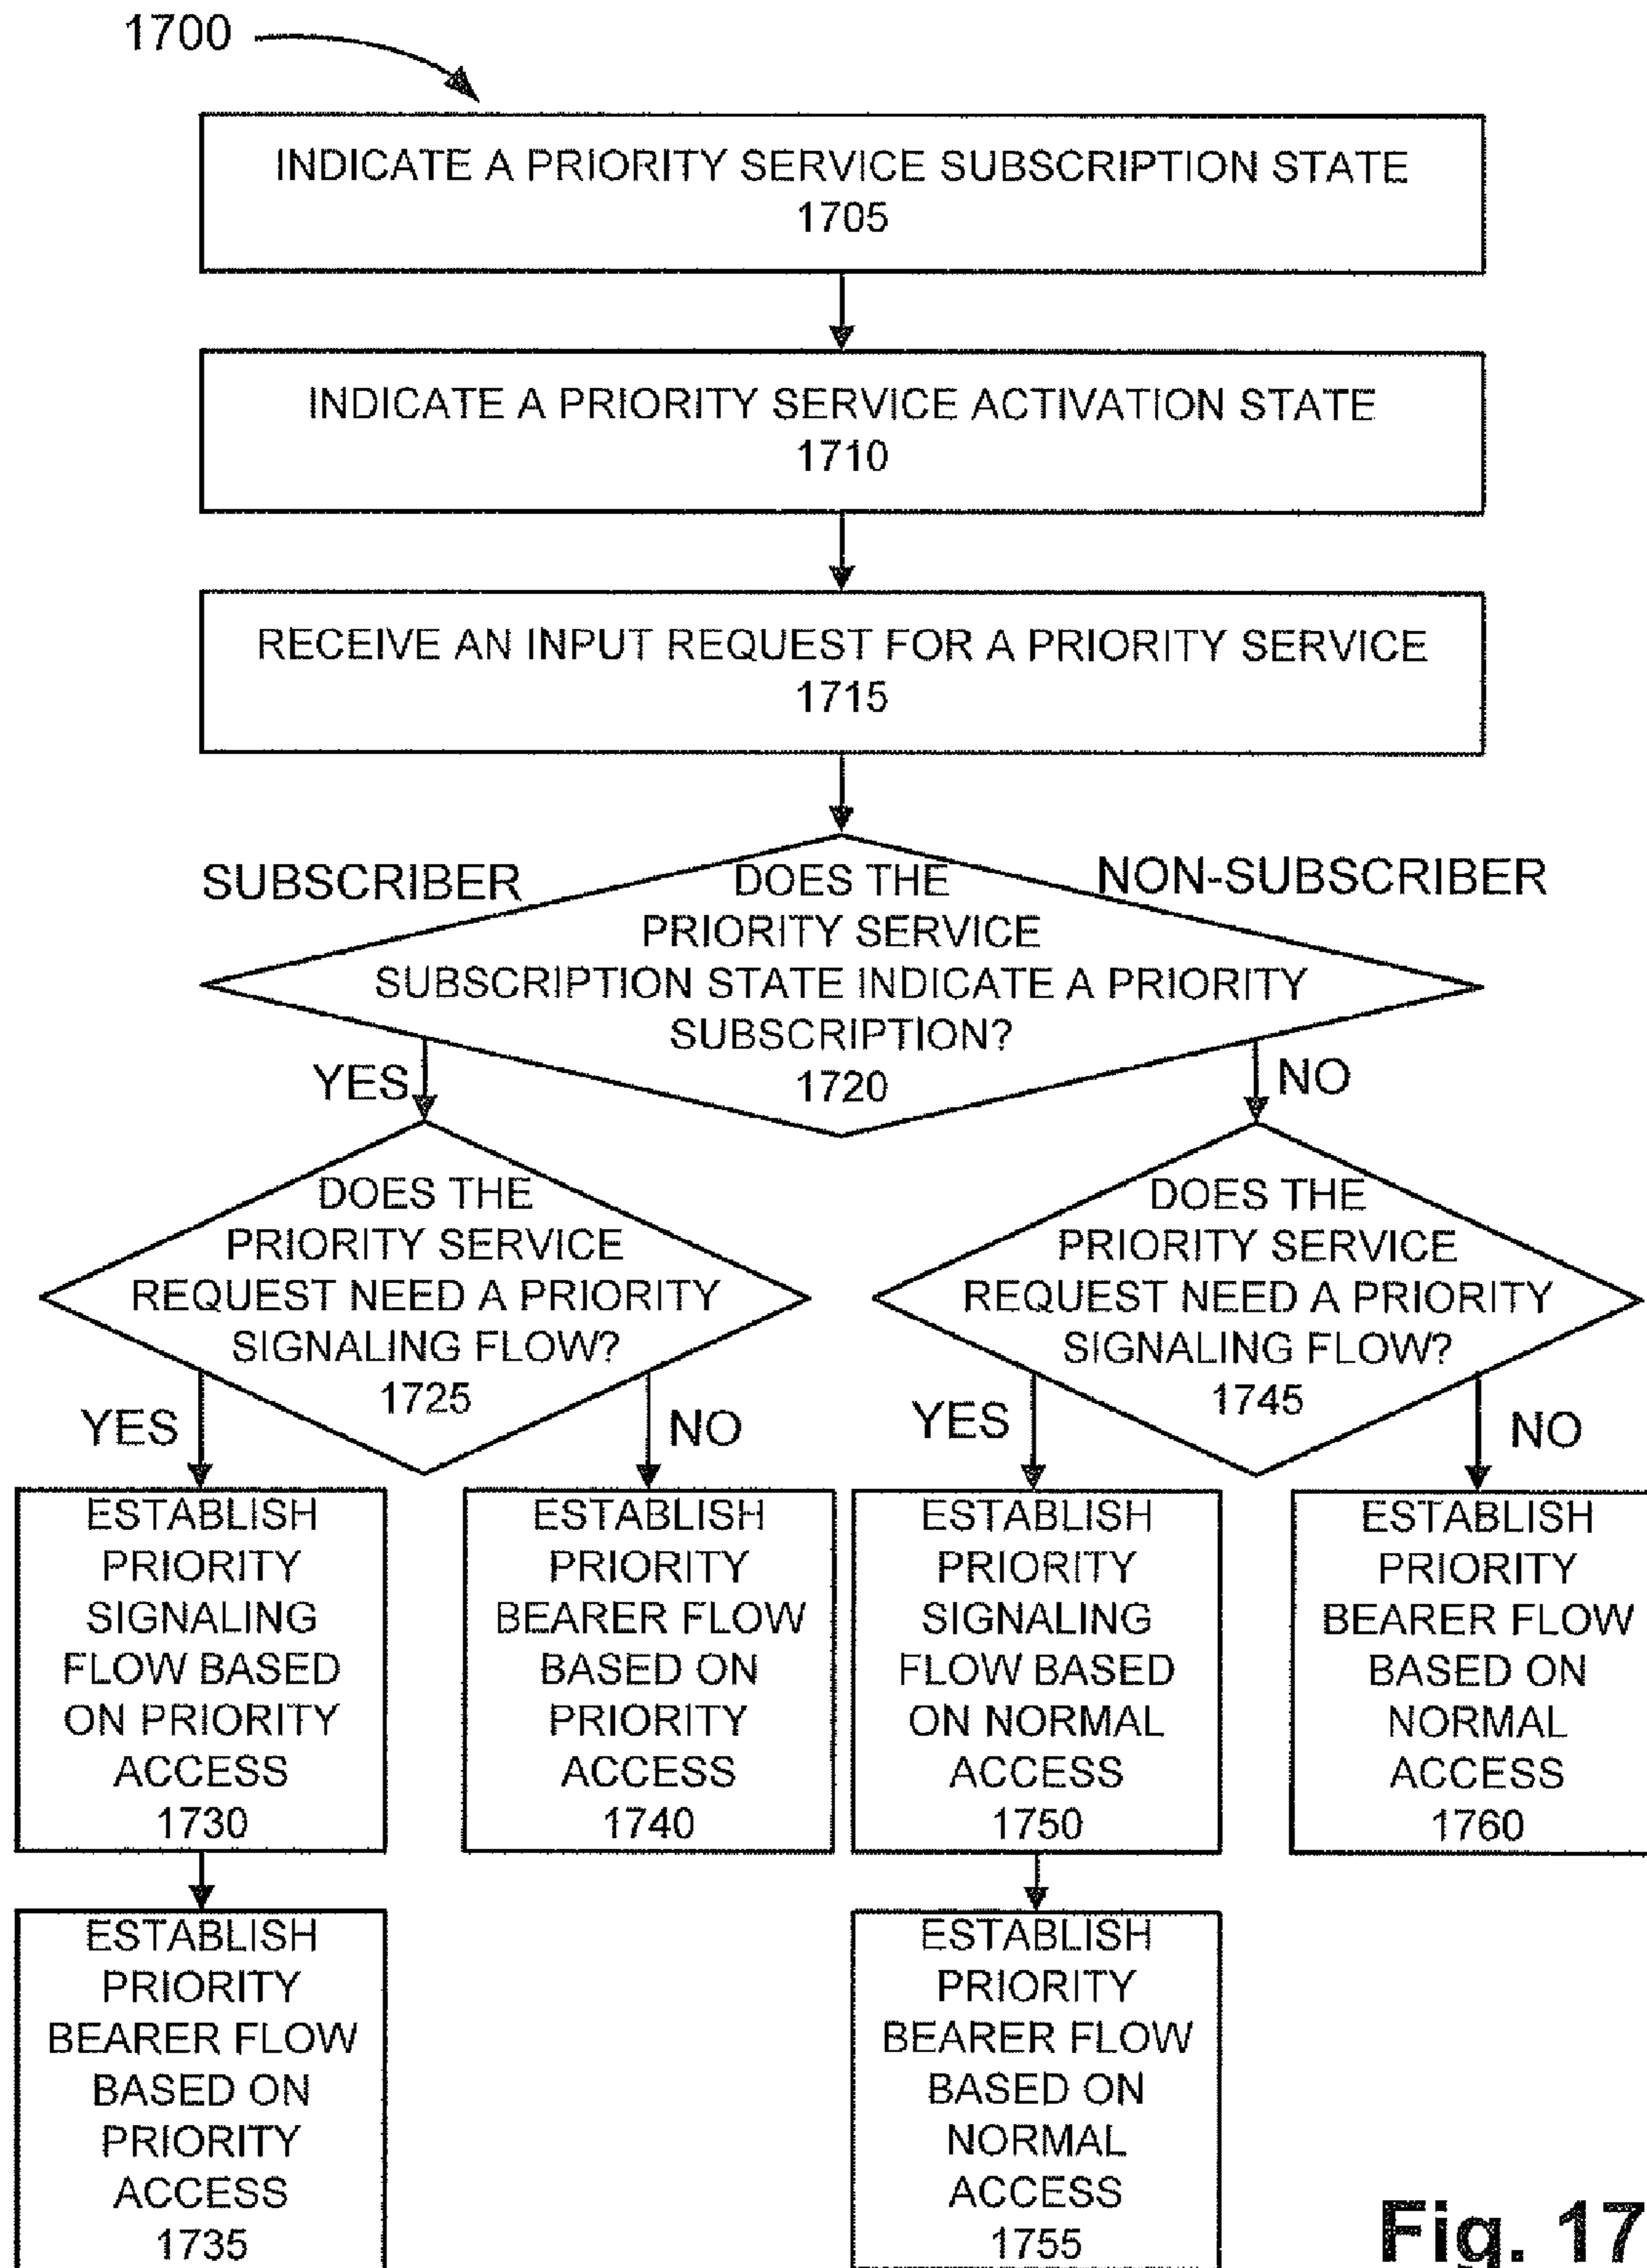 1700
INDICATE A PRIORITY SERVICE SUBSCRIPTION STATE
1705
INDICATE A PRIORITY SERVICE ACTIVATION STATE
1710
RECEIVE AN INPUT REQUEST FOR A PRIORITY SERVICE
1715
SUBSCRIBER
NON-SUBSCRIBER
DOES THE
PRIORITY SERVICE
SUBSCRIPTION STATE INDICATE A PRIORITY
SUBSCRIPTION?
1720
YES
NO
DOES THE
PRIORITY SERVICE
REQUEST NEED A PRIORITY
SIGNALING FLOW?
1725
YES
NO
DOES THE
PRIORITY SERVICE
REQUEST NEED A PRIORITY
SIGNALING FLOW?
1745
YES
NO
ESTABLISH
PRIORITY
SIGNALING
FLOW BASED
ON PRIORITY
ACCESS
1730
ESTABLISH
PRIORITY
BEARER FLOW
BASED ON
PRIORITY
ACCESS
1740
ESTABLISH
PRIORITY
SIGNALING
FLOW BASED
ON NORMAL
ACCESS
1750
ESTABLISH
PRIORITY
BEARER FLOW
BASED ON
NORMAL
ACCESS
1760
ESTABLISH
PRIORITY
BEARER FLOW
BASED ON
PRIORITY
ACCESS
1735
ESTABLISH
PRIORITY
BEARER FLOW
BASED ON
NORMAL
ACCESS
1755
Fig. 17